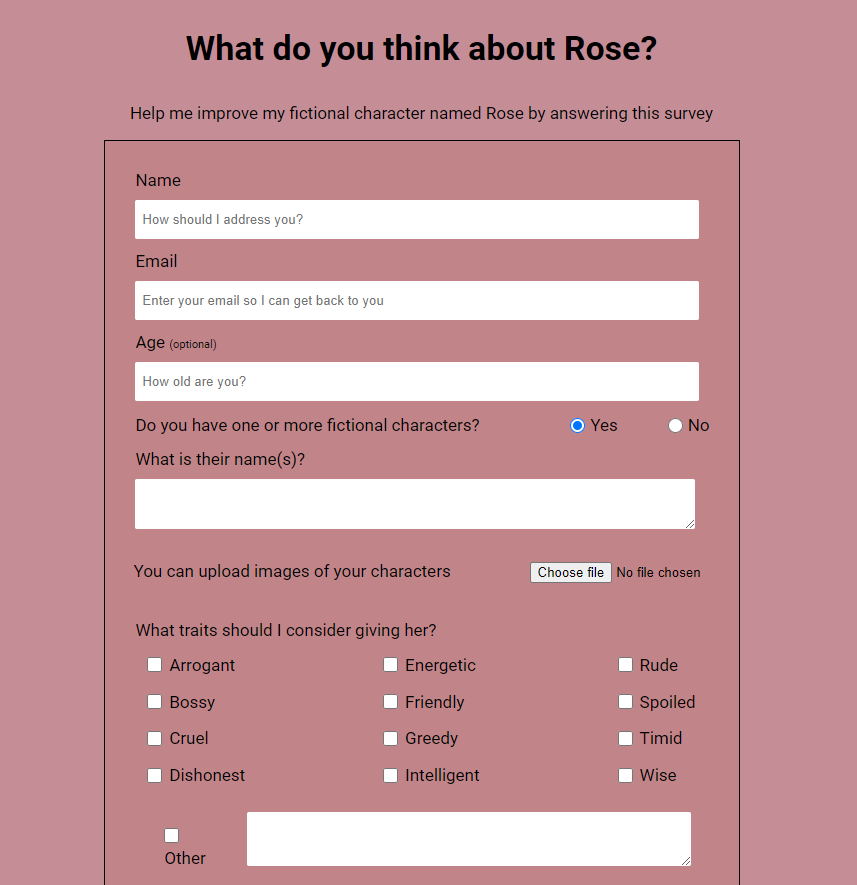 What do you think about Rose?
Help me improve my fictional character named Rose by answering this survey
Name
How should I address you?
Email
Enter your email so I can get back to you
Age (optional)
How old are you?
Do you have one or more fictional characters? Yes No
What is their name(s)?
You can upload images of your characters Choose file No file chosen
What traits should I consider giving her?
Arrogant Energetic Rude
Bossy Friendly Spoiled
Cruel Greedy Timid
Dishonest Intelligent Wise
Other